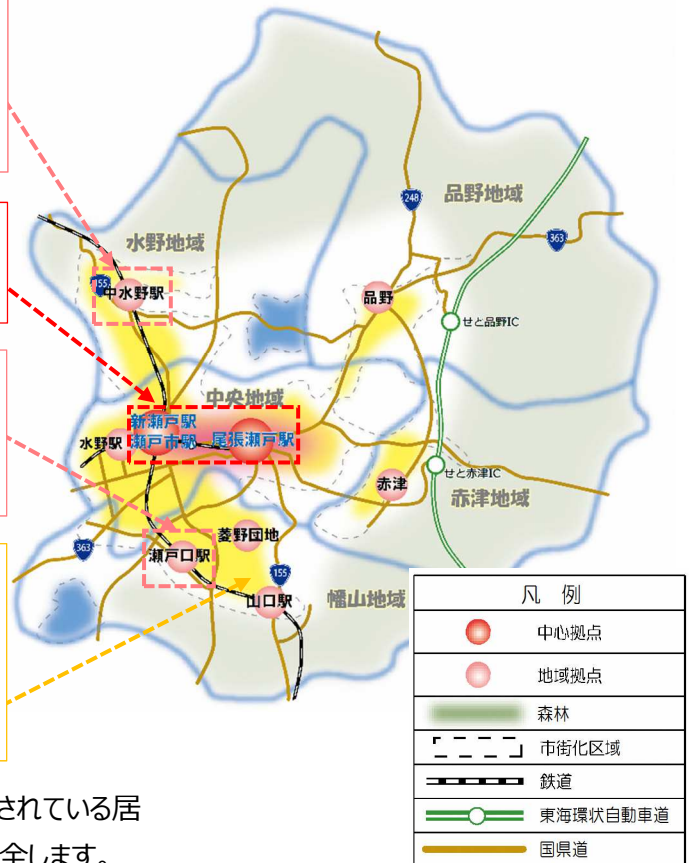 品野地域
248
363
水野地域
155
中水野駅
品野
せと品野IC
中央地域
新瀬戸駅
瀬戸市駅
尾張瀬戸駅
水野駅
せと赤津IC
赤津
赤津地域
菱野団地
363
瀬戸口駅
155
山口駅
幡山地域
凡 例
中心拠点
地域拠点
森林
市街化区域
鉄道
東海環状自動車道
国県道
されている居
全します。